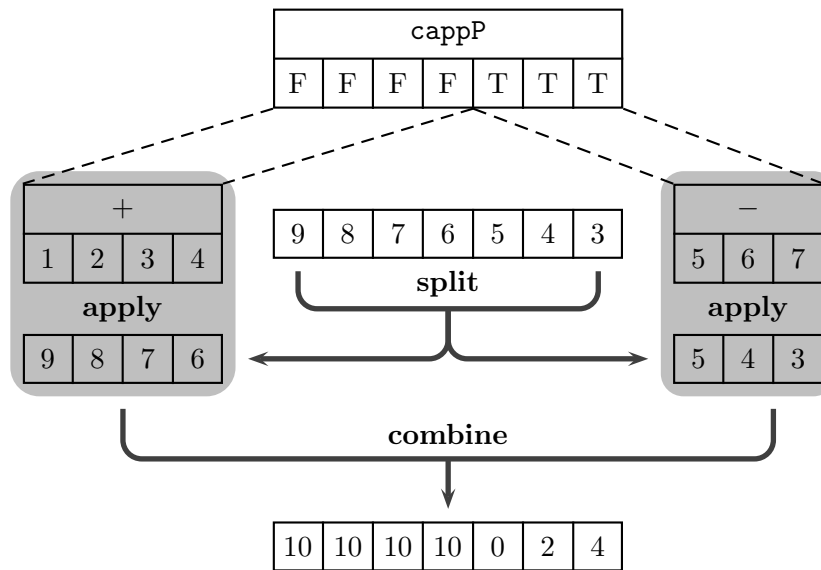 cappP
F F F F T T T
+ −
1 2 3 4 9 8 7 6 5 4 3 5 6 7
split
apply apply
9 8 7 6 5 4 3
combine
10 10 10 10 0 2 4